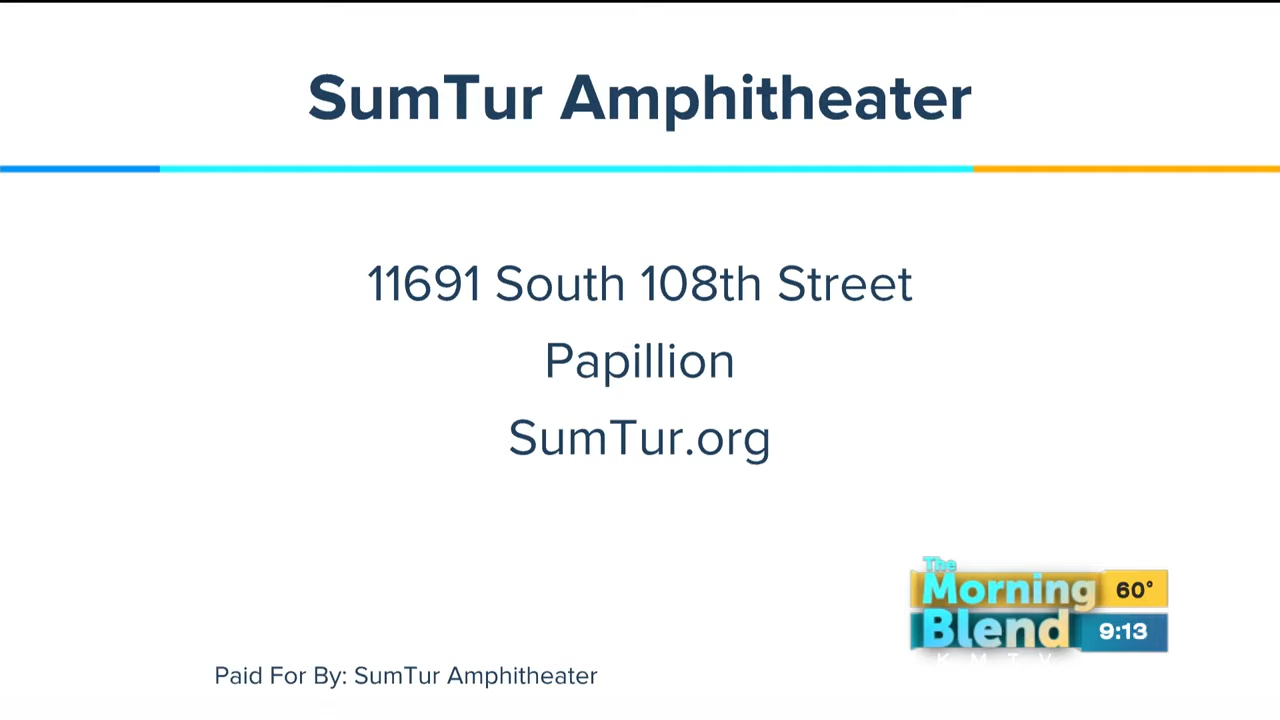 SumTur Amphitheater
11691 South 108th Street
Papillion
SumTur.org
The
Morning
60°
Blend
9:13
KMTV
Paid For By: SumTur Amphitheater